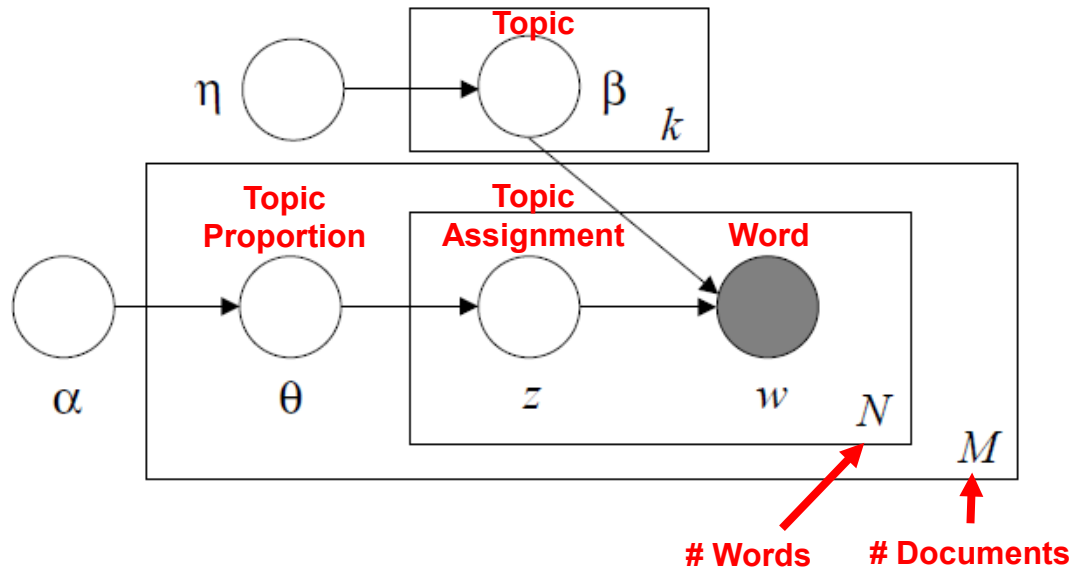 Topic
η
β
k
Topic
Proportion
Topic
Assignment
Word
α
θ
z
w
N
M
# Words
# Documents